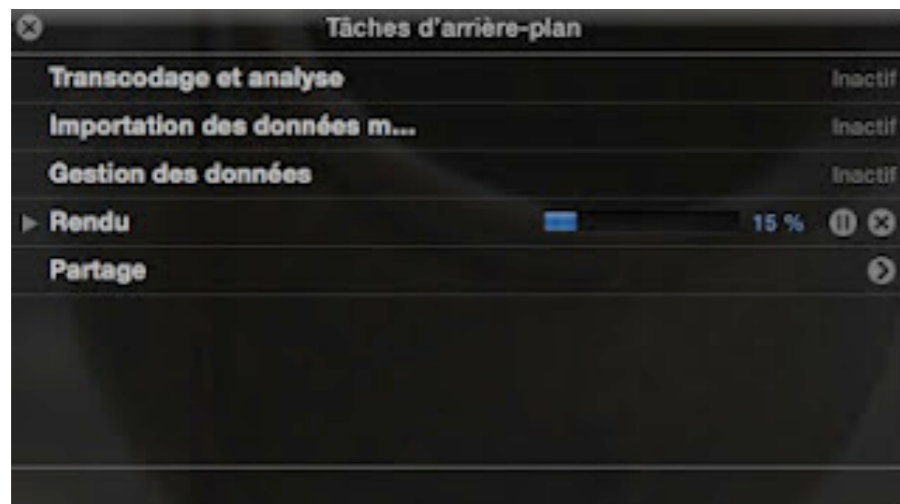 Tâches d'arrière-plan
Transcodage et analyse Inactif
Importation des données m... Inactif
Gestion des données Inactif
Rendu 15 %
Partage